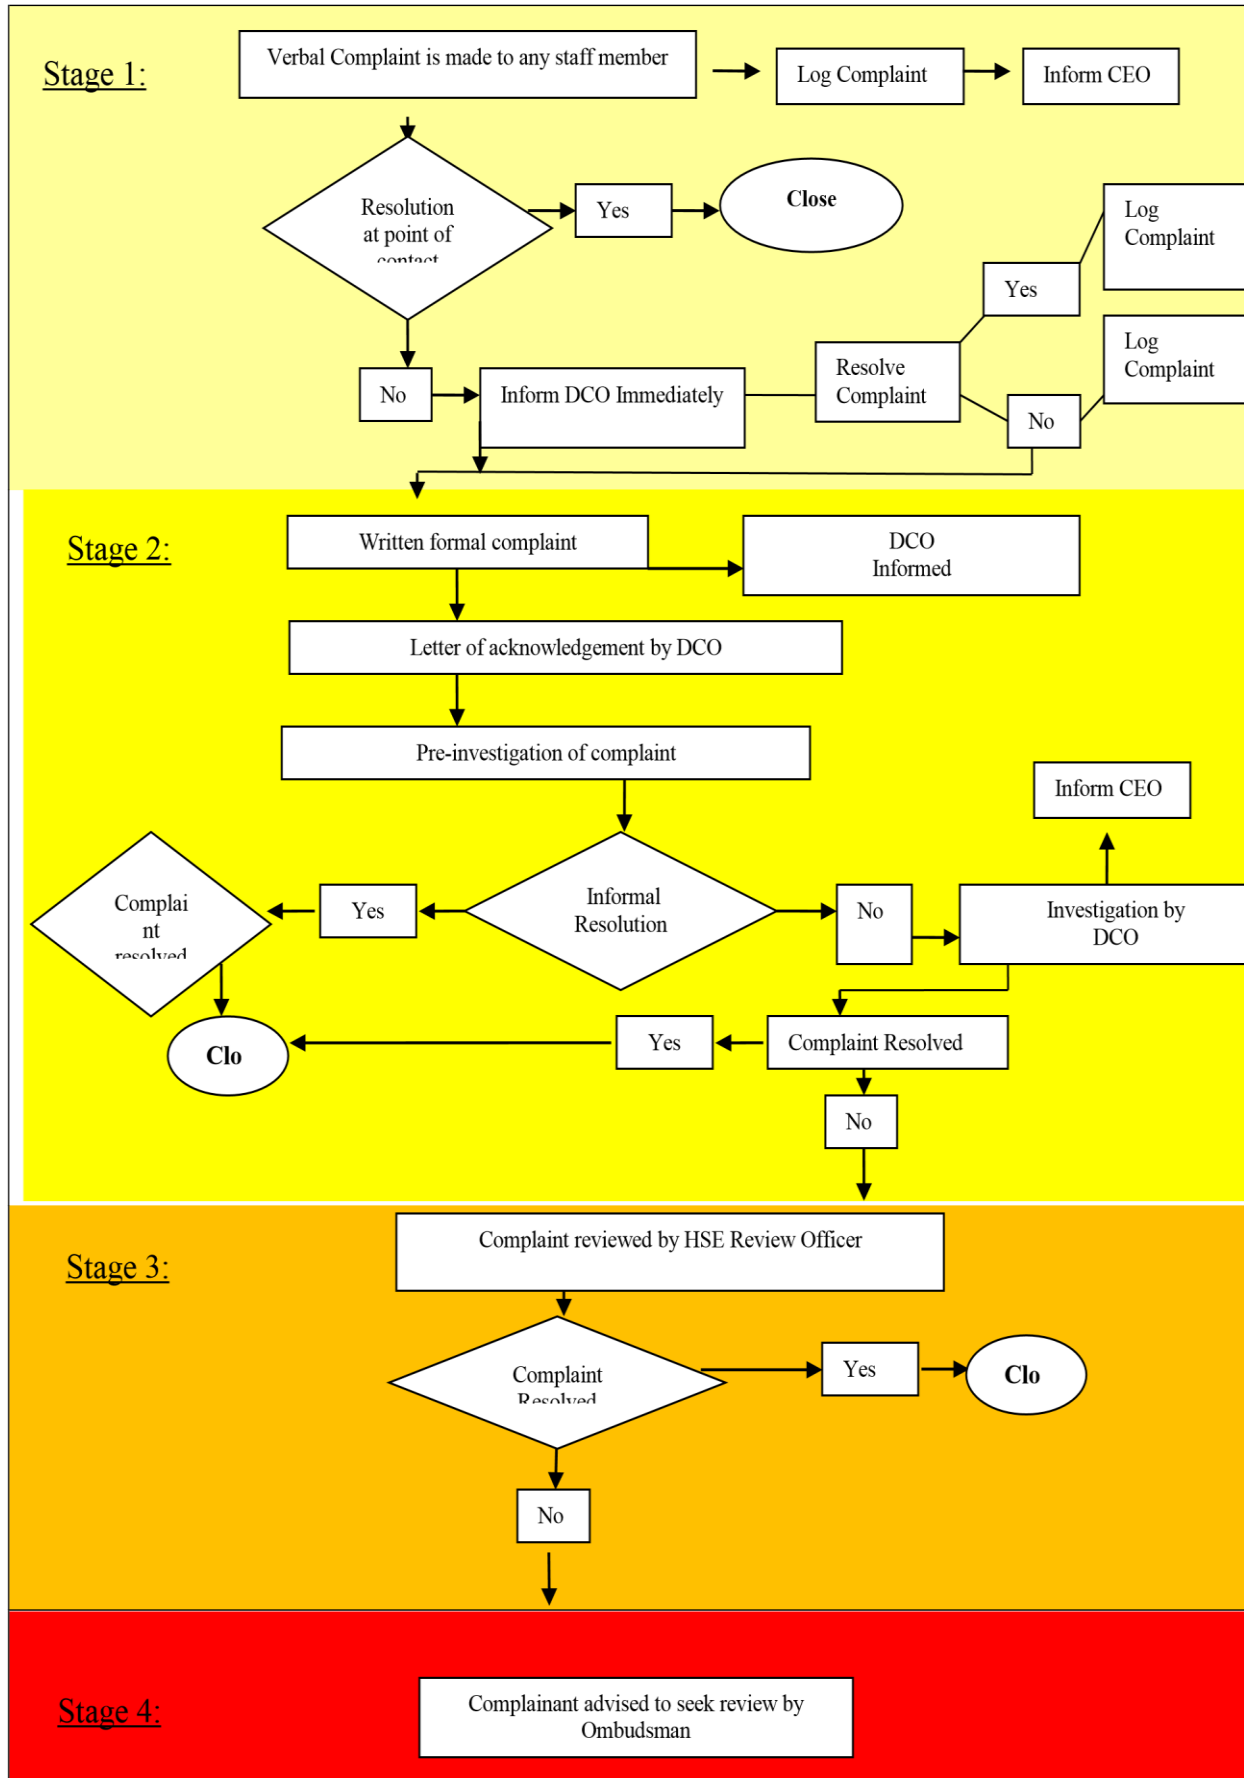 Stage 1:
Verbal Complaint is made to any staff member
Log Complaint
Inform CEO
Resolution
at point of
contact
Yes
Close
Log
Complaint
Yes
Log
Complaint
No
Inform DCO Immediately
Resolve
Complaint
No
Stage 2:
Written formal complaint
DCO
Informed
Letter of acknowledgement by DCO
Pre-investigation of complaint
Inform CEO
Complai
nt
resolved
Yes
Informal
Resolution
No
Investigation by
DCO
Clo
Yes
Complaint Resolved
No
Stage 3:
Complaint reviewed by HSE Review Officer
Complaint
Resolved
Yes
Clo
No
Stage 4:
Complainant advised to seek review by
Ombudsman